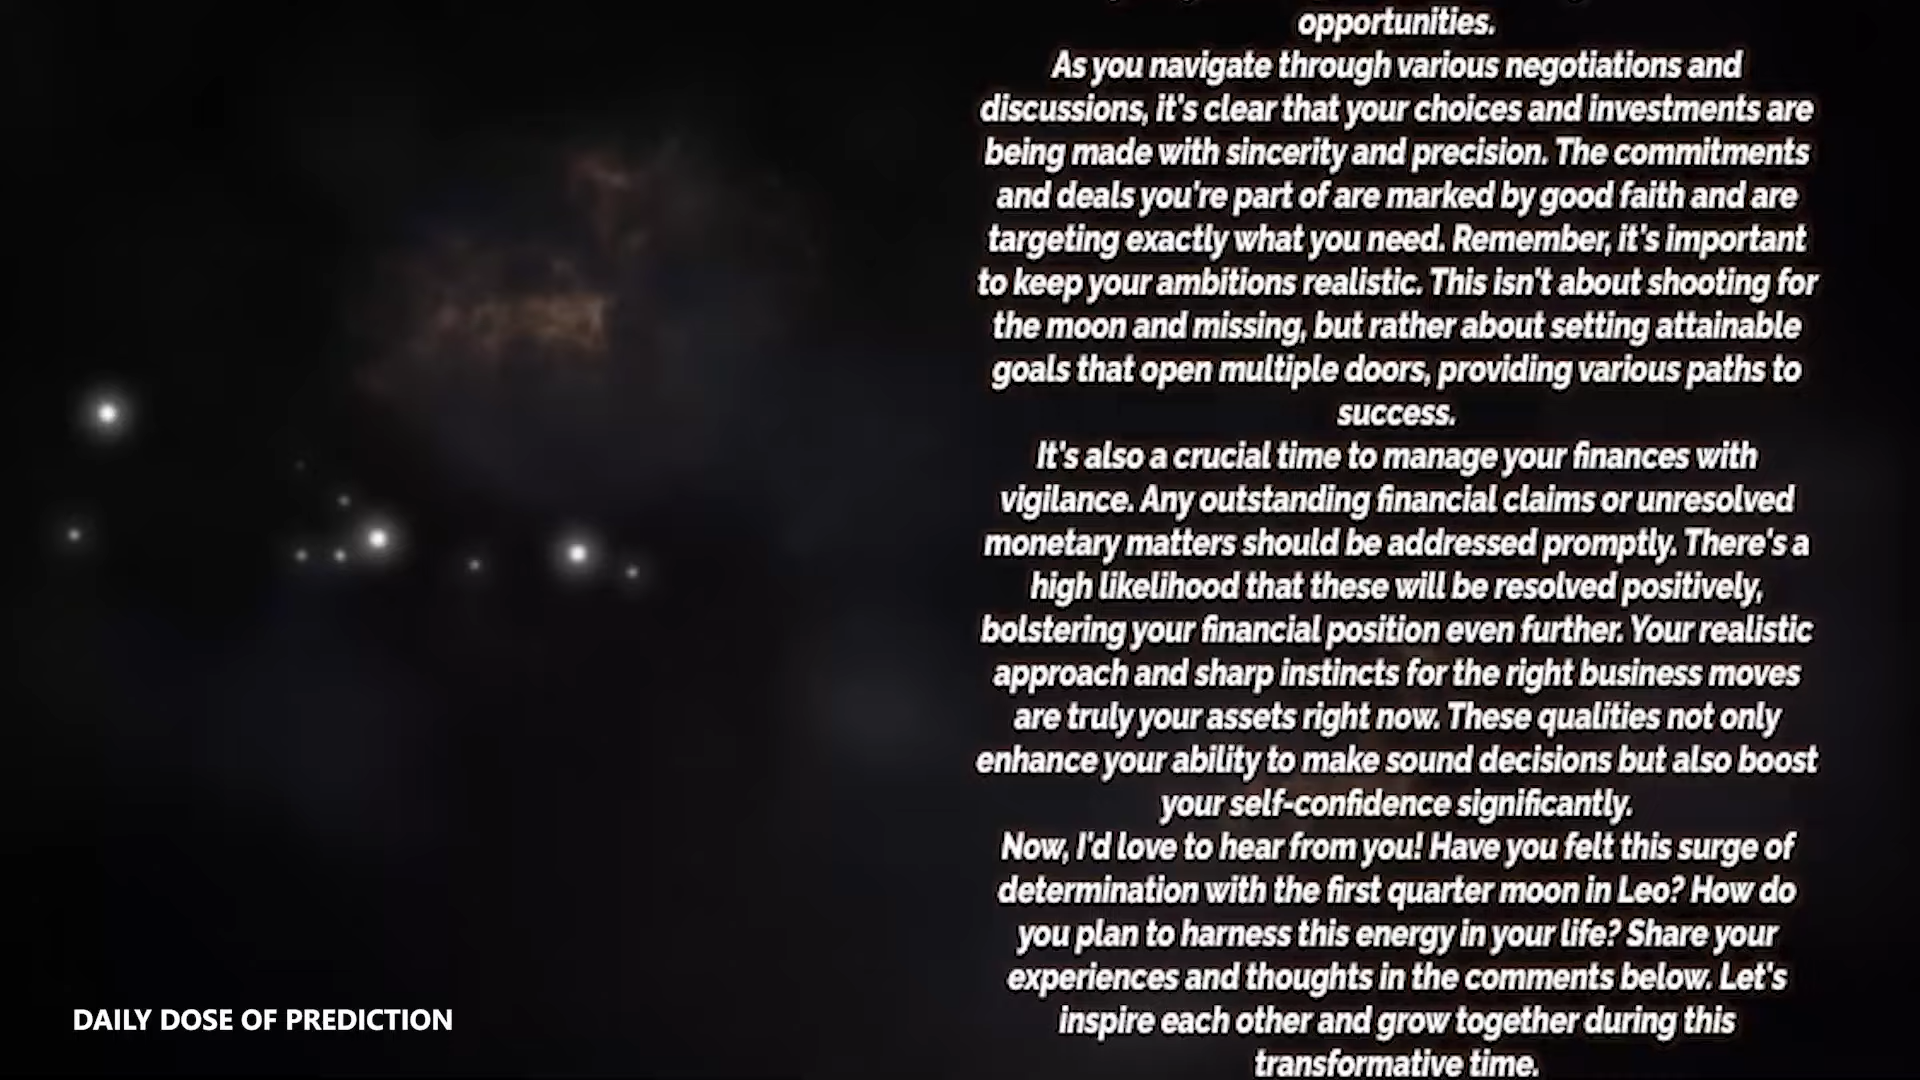 opportunities.
As you navigate through various negotiations and
discussions, it's clear that your choices and investments are
being made with sincerity and precision. The commitments
and deals you're part of are marked by good faith and are
targeting exactly what you need. Remember, it's important
to keep your ambitions realistic. This isn't about shooting for
the moon and missing, but rather about setting attainable
goals that open multiple doors, providing various paths to
success.
It's also a crucial time to manage your finances with
vigilance. Any outstanding financial claims or unresolved
monetary matters should be addressed promptly. There's a
high likelihood that these will be resolved positively,
bolstering your financial position even further. Your realistic
approach and sharp instincts for the right business moves
are truly your assets right now. These qualities not only
enhance your ability to make sound decisions but also boost
your self-confidence significantly.
Now, I'd love to hear from you! Have you felt this surge of
determination with the first quarter moon in Leo? How do
you plan to harness this energy in your life? Share your
experiences and thoughts in the comments below. Let's
inspire each other and grow together during this
transformative time.
DAILY DOSE OF PREDICTION